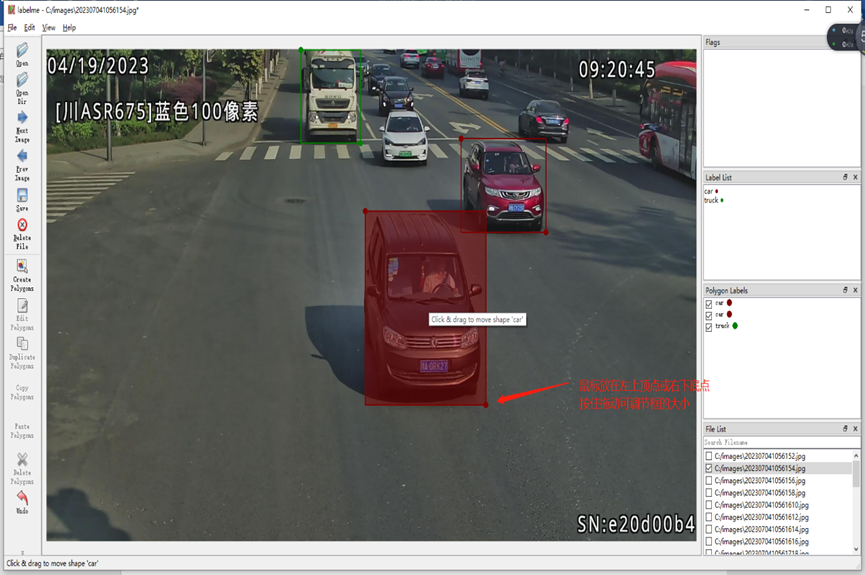 labelme - C:/images\202307041056154.jpg*
File Edit View Help
Open
Open
Dir
Next
Image
Prev
Image
Save
Delete
File
Create
Polygons
Edit
Polygons
Duplicate
Polygons
Copy
Polygons
Paste
Polygons
Delete
Polygons
Undo
04/19/2023
09:20:45
[川ASR675]蓝色100像素
Click & drag to move shape 'car'
鼠标放在左上顶点或右下底点
按住拖动可调节框的大小
SN:e20d00b4
Flags
Label List
car
truck
Polygon Labels
car
car
truck
File List
Search Filename
C:/images\202307041056152.jpg
C:/images\202307041056154.jpg
C:/images\202307041056156.jpg
C:/images\202307041056158.jpg
C:/images\2023070410561610.jpg
C:/images\2023070410561612.jpg
C:/images\2023070410561614.jpg
C:/images\2023070410561616.jpg
C:/images\2023070410561718.jpg
Click & drag to move shape 'car'